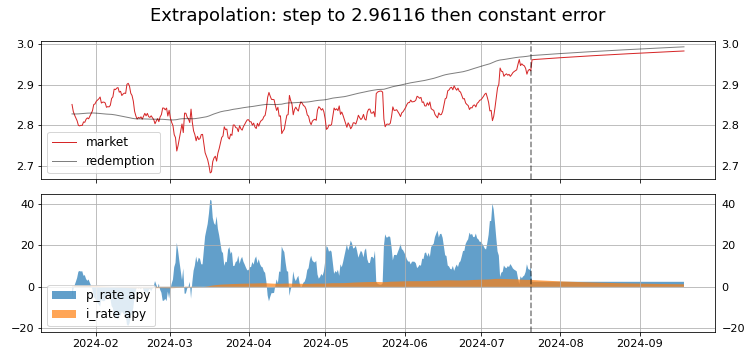 Extrapolation: step to 2.96116 then constant error
3.0 3.0
2.9 2.9
2.8 2.8
2.7 2.7
market
redemption
40 40
20 20
0 0
−20 −20
p_rate apy
i_rate apy
2024-02 2024-03 2024-04 2024-05 2024-06 2024-07 2024-08 2024-09